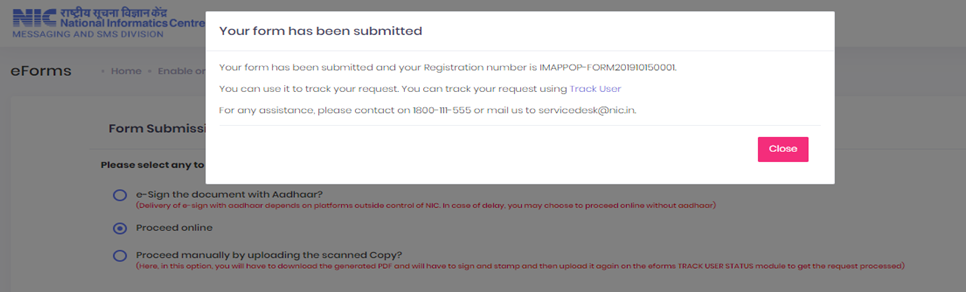 NIC राष्ट्रीय सूचना विज्ञान केंद्र
National Informatics Centre
MESSAGING AND SMS DIVISION
Your form has been submitted
Your form has been submitted and your Registration number is IMAPPOP-FORM201910150001.
You can use it to track your request. You can track your request using Track User
For any assistance, please contact on 1800-111-555 or mail us to servicedesk@nic.in.
Close
eForms
Home
Form
Please select any to
e-Sign the document with Aadhaar?
(Delivery of e-sign with aadhaar depends on platforms outside control of NIC. In case of delay, you may choose to proceed online without aadhaar)
Proceed online
Proceed manually by uploading the scanned Copy?
(Here, in this option, you will have to download the generated PDF and will have to sign and stamp and then upload it again on the eforms TRACK USER STATUS module to get the request processed)